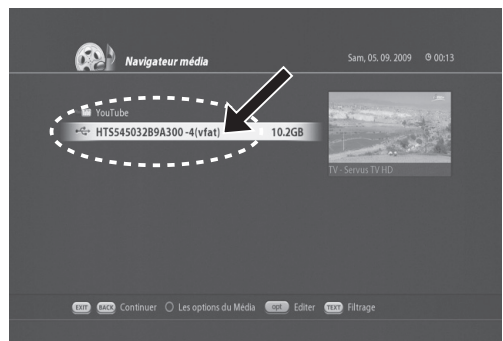 Navigateur média
Sam, 05. 09. 2009 00:13
YouTube
HTS545032B9A300 -4(vfat) 10.2GB
TV - Servus TV HD
EXIT BACK Continuer Les options du Média opt Editer TEXT Filtrage